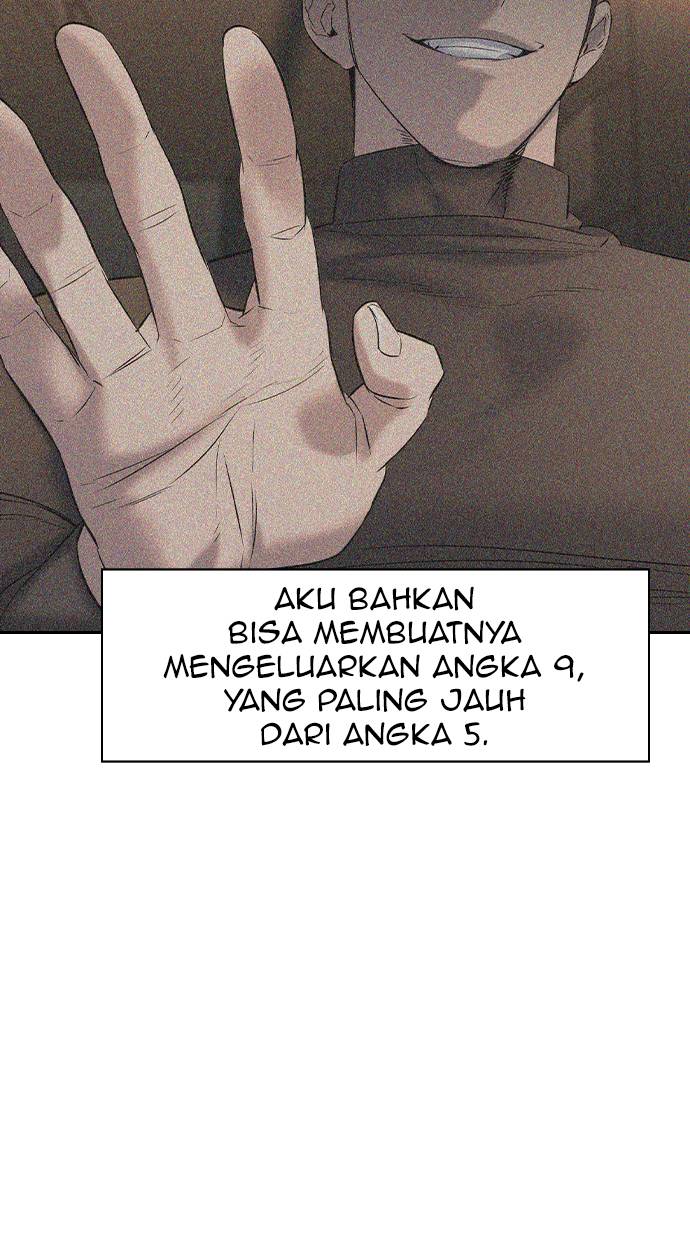 AKU BAHKAN
BISA MEMBUATNYA
MENGELUARKAN ANGKA 9,
YANG PALING JAUH
DARI ANGKA 5.